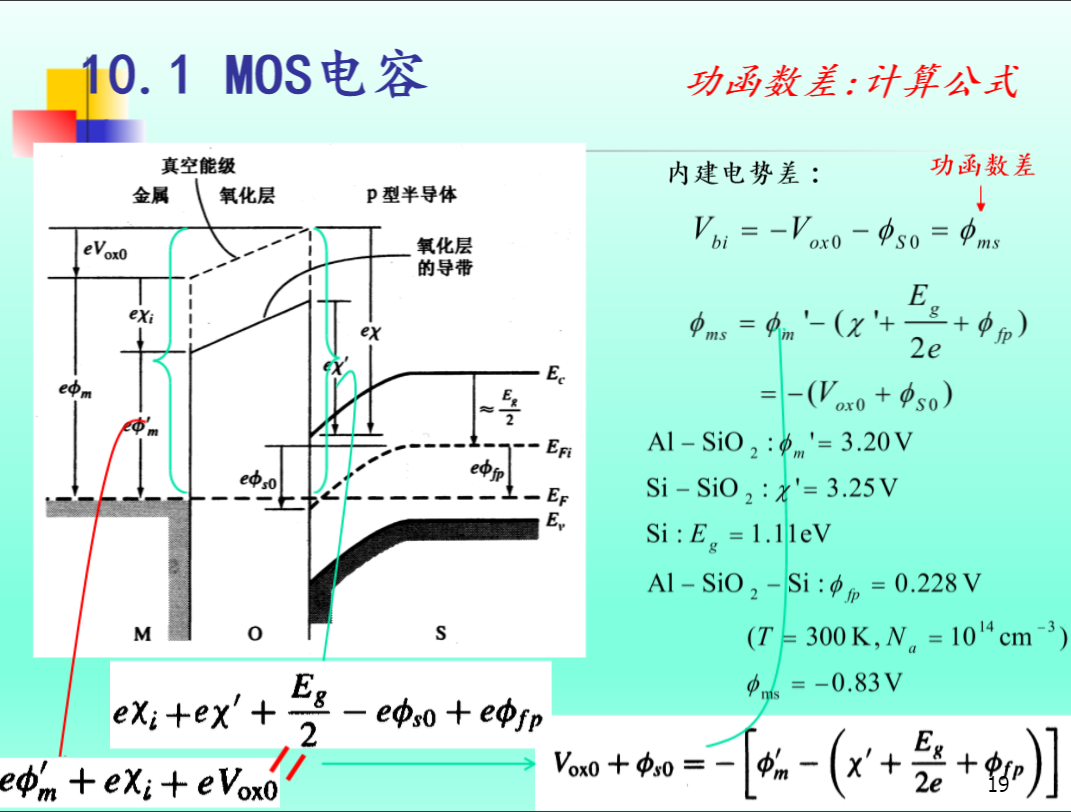 10.1 MOS电容
功函数差:计算公式
真空能级
金属 氧化层 p 型半导体
eV_ox0
氧化层
的导带
eχ_i
eχ
eχ′
E_c
eϕ_m
≈ E_g/2
eϕ′_m
E_Fi
eϕ_s0
eϕ_fp
E_F
E_v
M O S
eχ_i + eχ′ + E_g/2 − eϕ_s0 + eϕ_fp
eϕ′_m + eχ_i + eV_ox0
内建电势差:
功函数差
V_bi = −V_ox0 − ϕ_S0 = ϕ_ms
ϕ_ms = ϕ_m '−(χ '+ E_g/2e + ϕ_fp)
= −(V_ox0 + ϕ_S0)
Al − SiO_2 : ϕ_m '= 3.20 V
Si − SiO_2 : χ '= 3.25 V
Si : E_g = 1.11eV
Al − SiO_2 − Si : ϕ_fp = 0.228 V
(T = 300 K, N_a = 10^14 cm^−3)
ϕ_ms = −0.83 V
V_ox0 + ϕ_s0 = −[ϕ′_m − (χ′ + E_g/2e + ϕ_fp)]
19